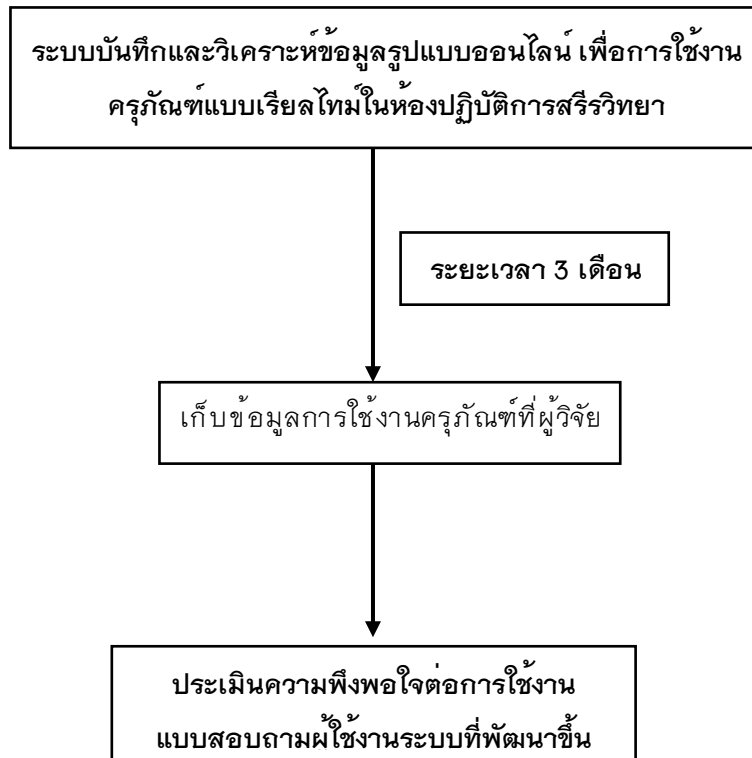 ระบบบันทึกและวิเคราะห์ข้อมูลรูปแบบออนไลน์ เพื่อการใช้งาน
ครุภัณฑ์แบบเรียลไทม์ในห้องปฏิบัติการสรีรวิทยา
ระยะเวลา 3 เดือน
เก็บข้อมูลการใช้งานครุภัณฑ์ที่ผู้วิจัย
ประเมินความพึงพอใจต่อการใช้งาน
แบบสอบถามผู้ใช้งานระบบที่พัฒนาขึ้น